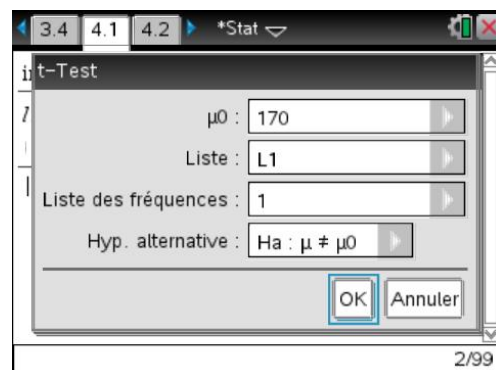 3.4 4.1 4.2 *Stat
t-Test
μ0 : 170
Liste : L1
Liste des fréquences : 1
Hyp. alternative : Ha : μ ≠ μ0
OK Annuler
2/99